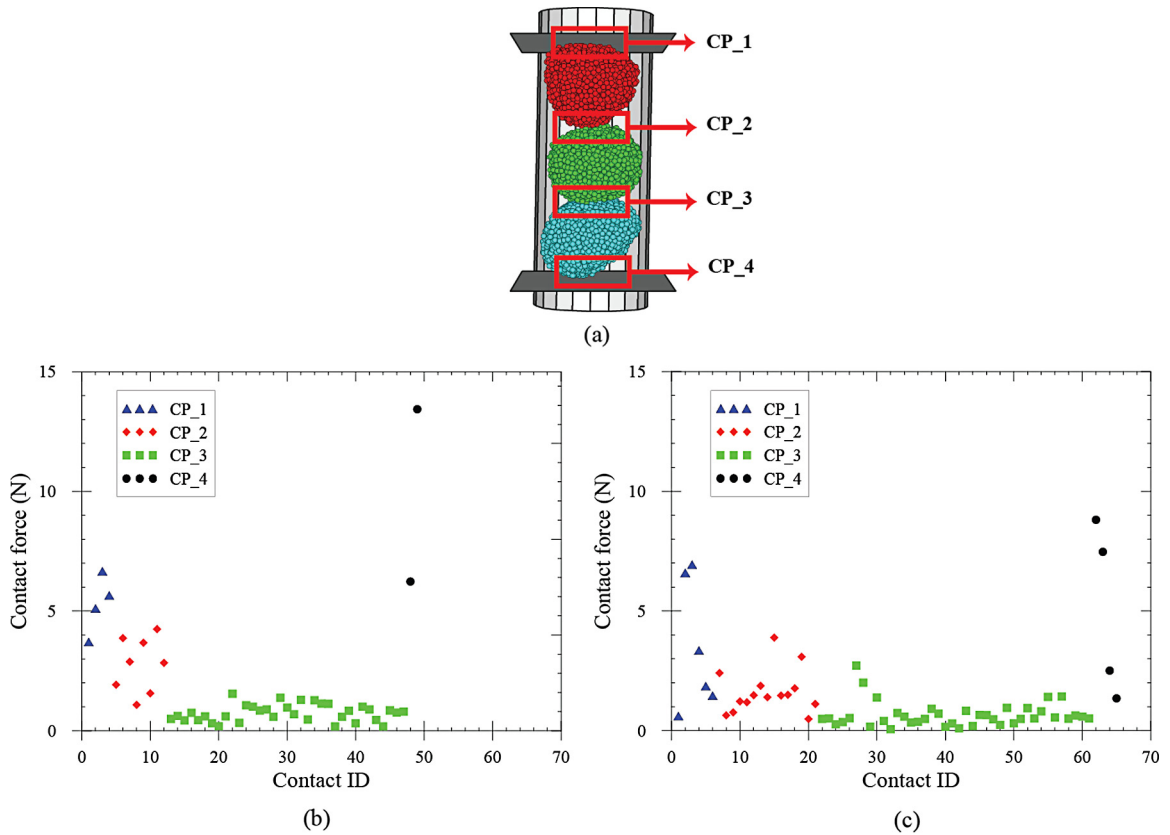 CP_1
CP_2
CP_3
CP_4
(a)
15
10
5
0
0 10 20 30 40 50 60 70
Contact force (N)
Contact ID
CP_1
CP_2
CP_3
CP_4
(b)
15
10
5
0
0 10 20 30 40 50 60 70
Contact force (N)
Contact ID
CP_1
CP_2
CP_3
CP_4
(c)